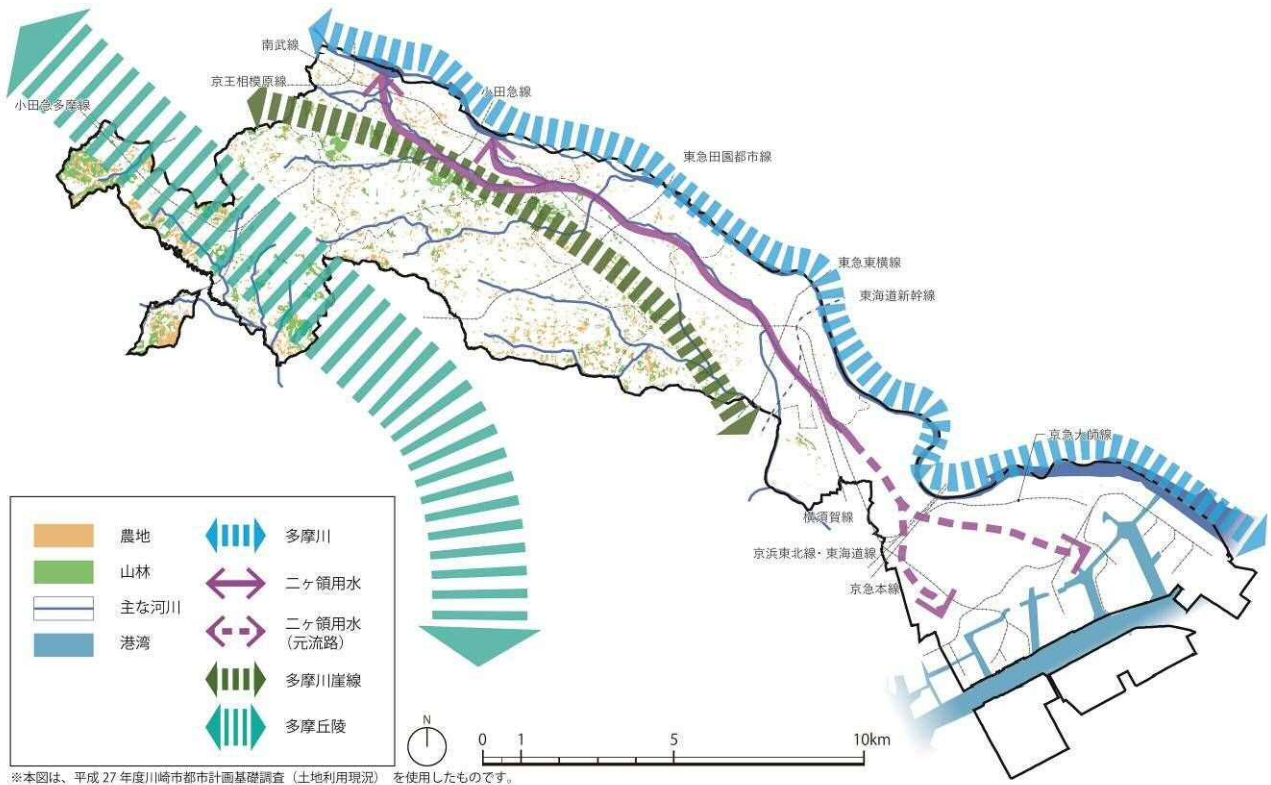 南武線
京王相模原線
小田急線
小田急多摩線
東急田園都市線
東急東横線
東海道新幹線
京急大師線
横須賀線
京浜東北線・東海道線
京急本線
農地
山林
主な河川
港湾
多摩川
二ヶ領用水
二ヶ領用水
(元流路)
多摩川崖線
多摩丘陵
N
0 1 5 10km
※本図は、平成 27 年度川崎市都市計画基礎調査（土地利用現況） を使用したものです。